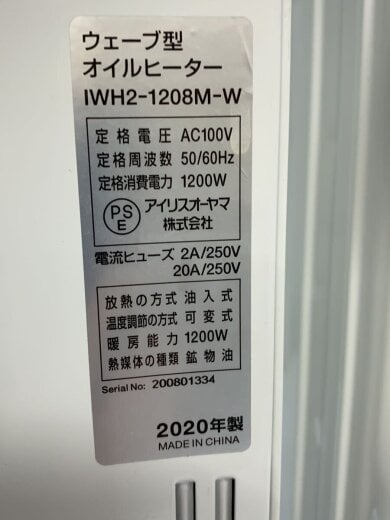 ウェーブ型
オイルヒーター
IWH2-1208M-W
定格電圧 AC100V
定格周波数 50/60Hz
定格消費電力 1200W
PS
E
アイリスオーヤマ
株式会社
電流ヒューズ 2A/250V
20A/250V
放熱の方式 油入式
温度調節の方式 可変式
暖房能力 1200W
熱媒体の種類 鉱物油
Serial No: 200801334
2020年製
MADE IN CHINA